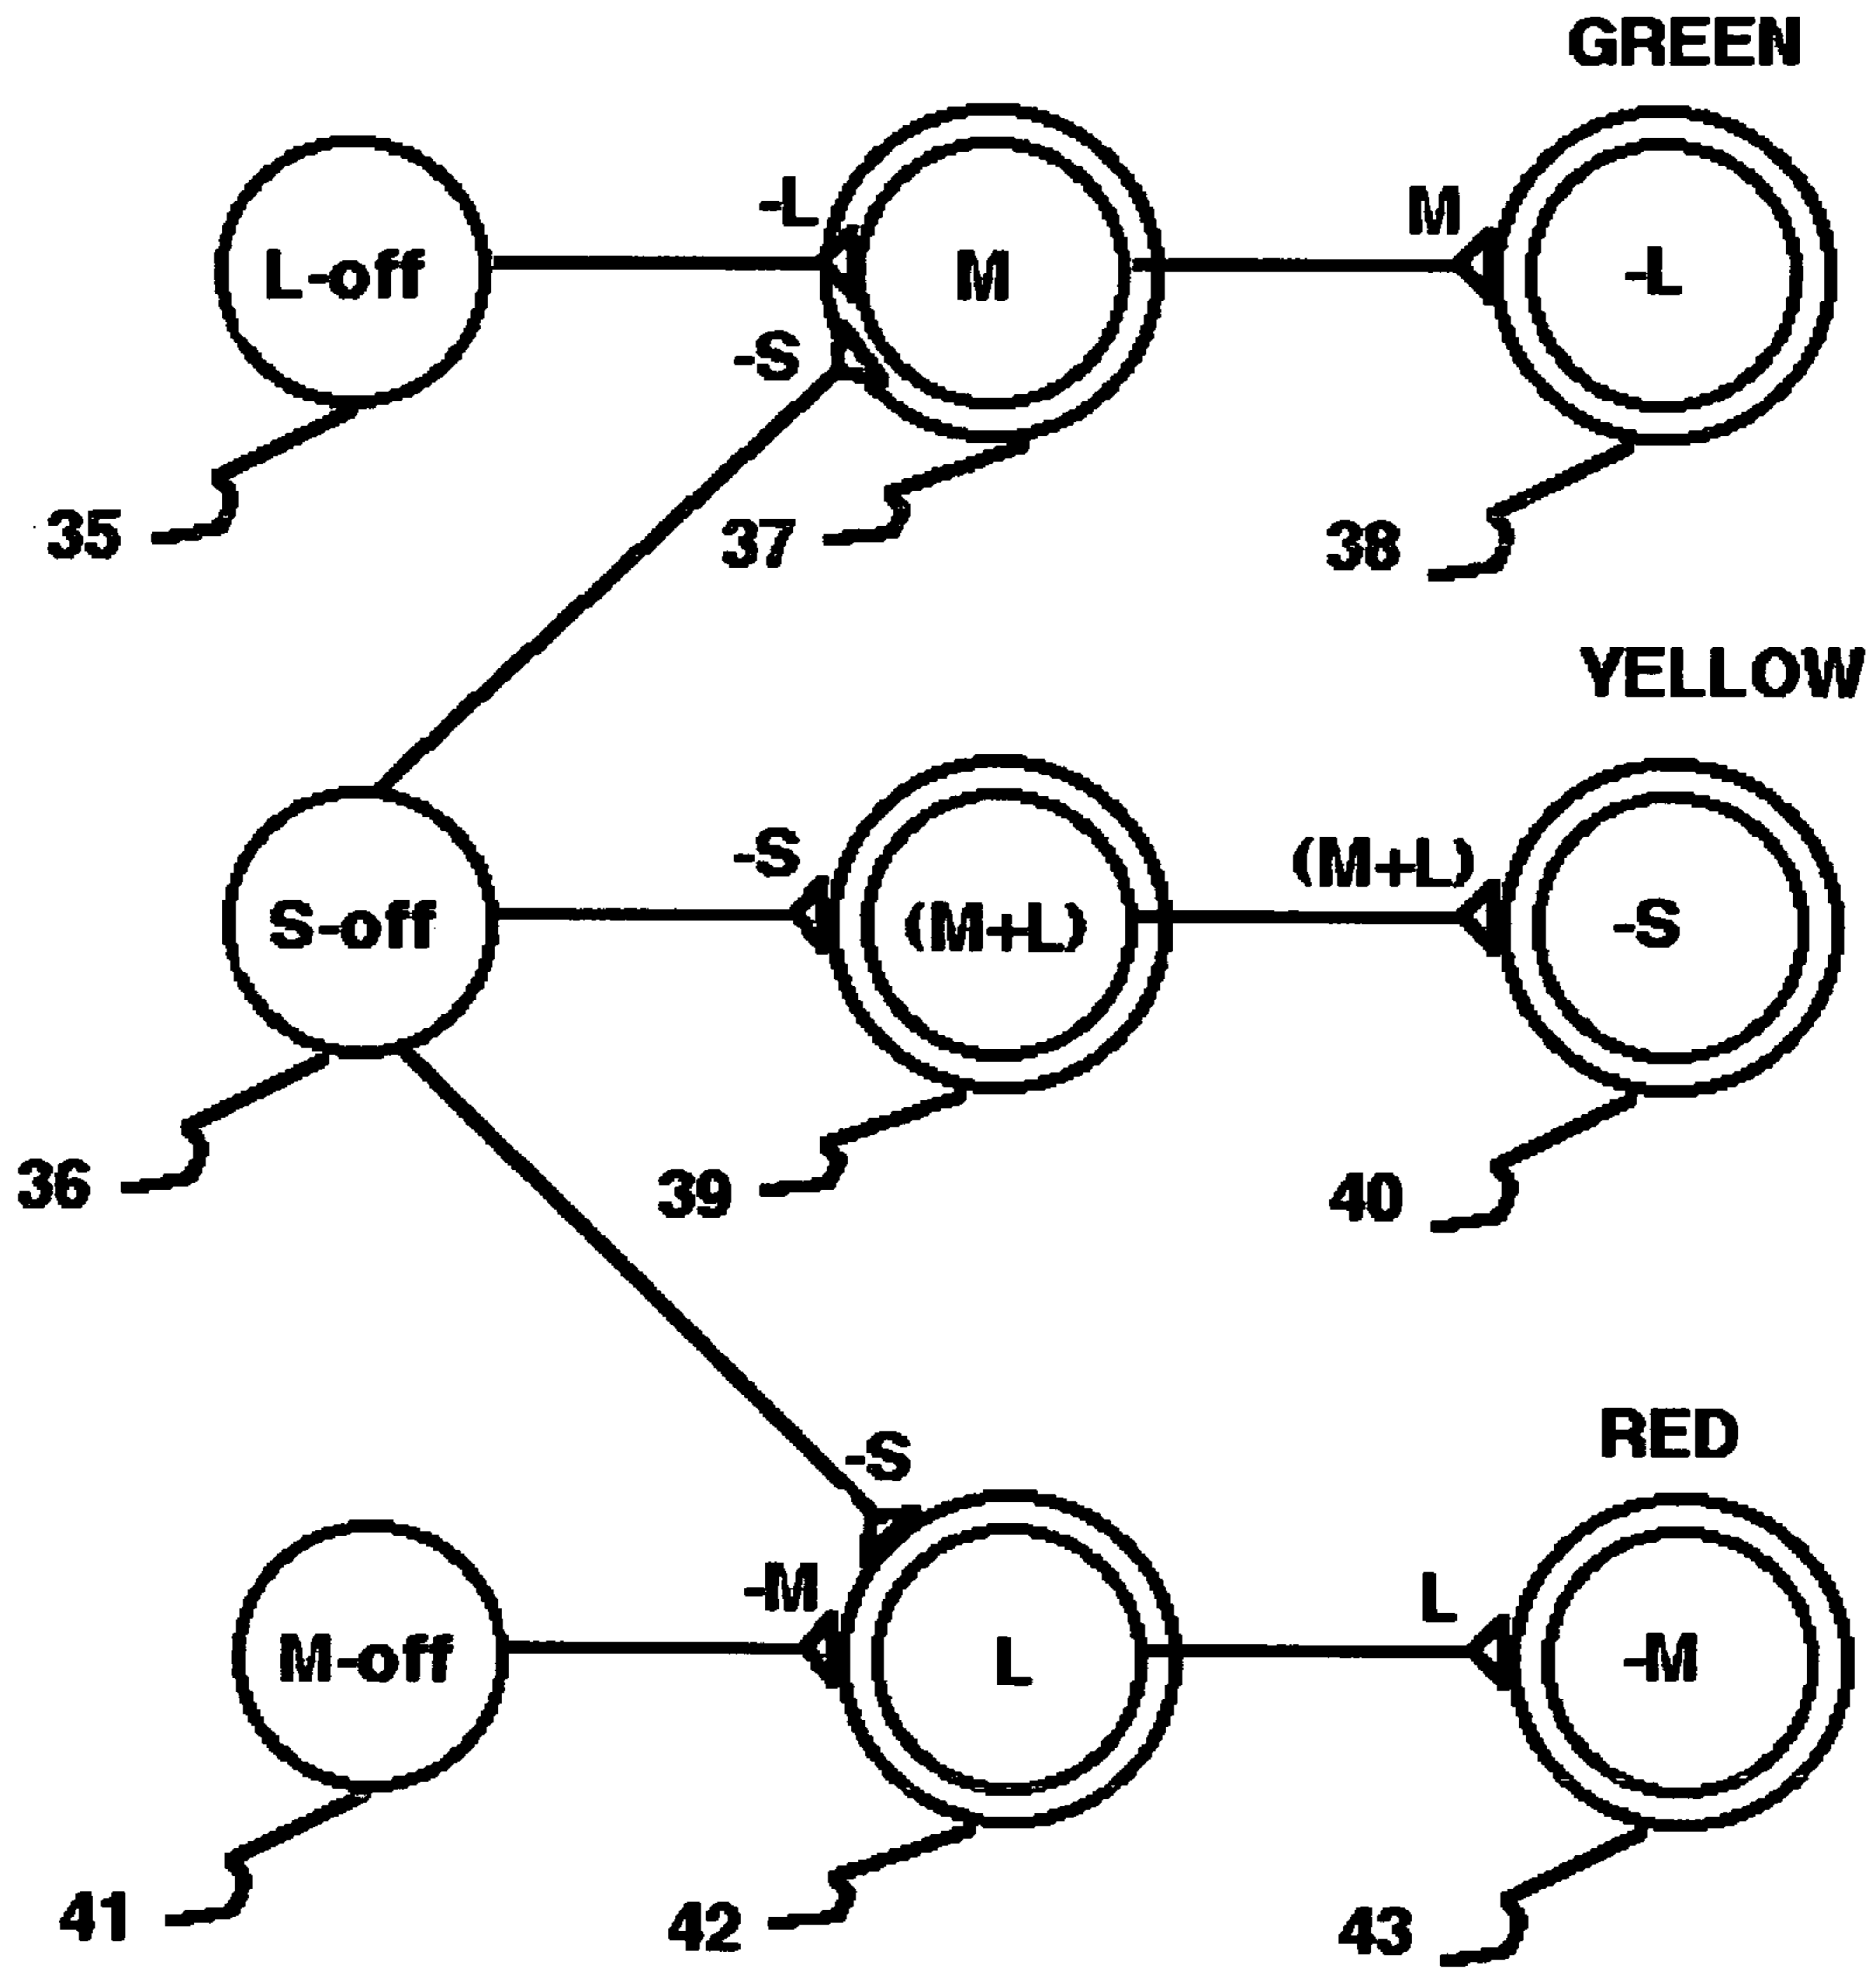 GREEN
L-off
-L
M
M
-L
-S
35
37
38
YELLOW
S-off
-S
(M+L)
(M+L)
-S
36
39
40
RED
-S
M-off
-M
L
L
-M
41
42
43